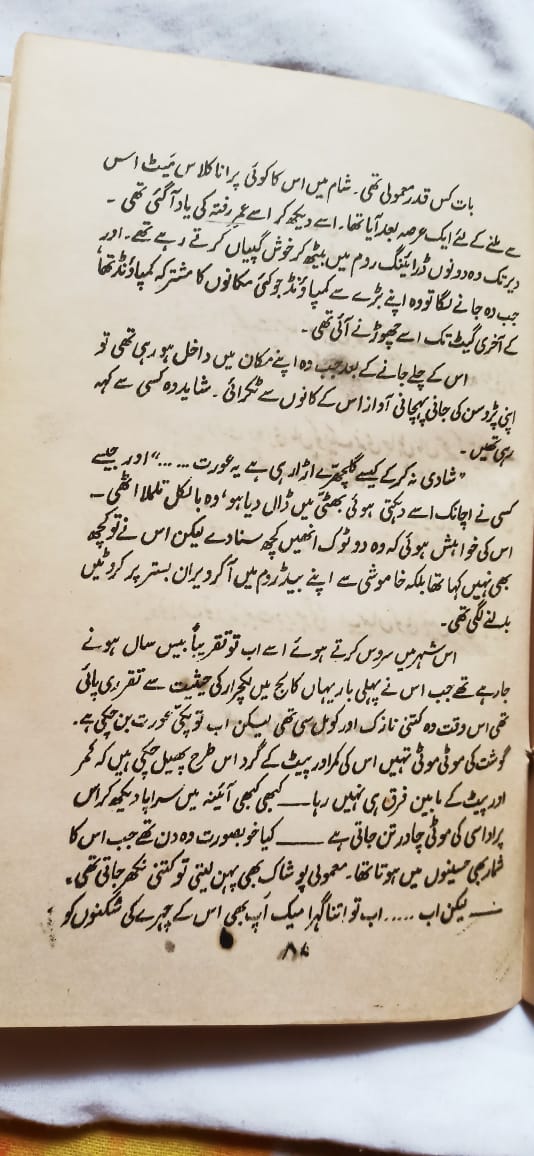 بات کس قدر معمولی تھی۔ شام میں اس کا کوئی پرانا کلاس میٹ اس
سے ملنے کے لئے ایک عرصہ بعد آیا تھا۔ اسے دیکھ کر اسے عمرِ رفتہ کی یاد آ گئی تھی۔
دیر تک وہ دونوں ڈرائنگ روم میں بیٹھ کر خوش گپیاں کرتے رہے تھے۔ اور
جب وہ جانے لگا تو وہ اپنے بڑے سے کمپاؤنڈ جو کئی مکانوں کا مشترکہ کمپاؤنڈ تھا
کے آخری گیٹ تک اسے چھوڑنے آئی تھی۔
اس کے چلے جانے کے بعد جب وہ اپنے مکان میں داخل ہو رہی تھی تو
اپنی پڑوسن کی جانی پہچانی آواز اس کے کانوں سے ٹکرائی۔ شاید وہ کسی سے کہہ
رہی تھیں۔
"شادی نہ کر کے کیسے گلچھرّے اڑا رہی ہے یہ عورت ....." اور جیسے
کسی نے اچانک اسے دہکتی ہوئی بھٹی میں ڈال دیا ہو، وہ بالکل تلملا اٹھی۔
اس کی خواہش ہوئی کہ وہ دو ٹوک انھیں کچھ سنا دے لیکن اس نے تو کچھ
بھی نہیں کہا تھا بلکہ خاموشی سے اپنے بیڈ روم میں آکر ویران بستر پر کروٹیں
بدلنے لگی تھی۔
اس شہر میں سروس کرتے ہوئے اسے اب تو تقریباً بیس سال ہونے
جا رہے تھے جب اس نے پہلی بار یہاں کالج میں لکچرار کی حیثیت سے تقرری پائی
تھی اس وقت وہ کتنی نازک اور کومل سی تھی لیکن اب تو پکّی عورت بن چکی ہے۔
گوشت کی موٹی موٹی تہیں اس کی کمر اور پیٹ کے گرد اس طرح پھیل چکی ہیں کہ کمر
اور پیٹ کے مابین فرق ہی نہیں رہا ــــ کبھی کبھی آئینہ میں سراپا دیکھ کر اس
پر اداسی کی موٹی چادر تن جاتی ہے ــــــ کیا خوبصورت وہ دن تھے جب اس کا
شمار بھی حسینوں میں ہوتا تھا۔ معمولی پوشاک بھی پہن لیتی تو کتنی نکھر جاتی تھی۔
ــــ لیکن اب ..... اب تو اتنا گہرا میک اَپ بھی اس کے چہرے کی شکنوں کو